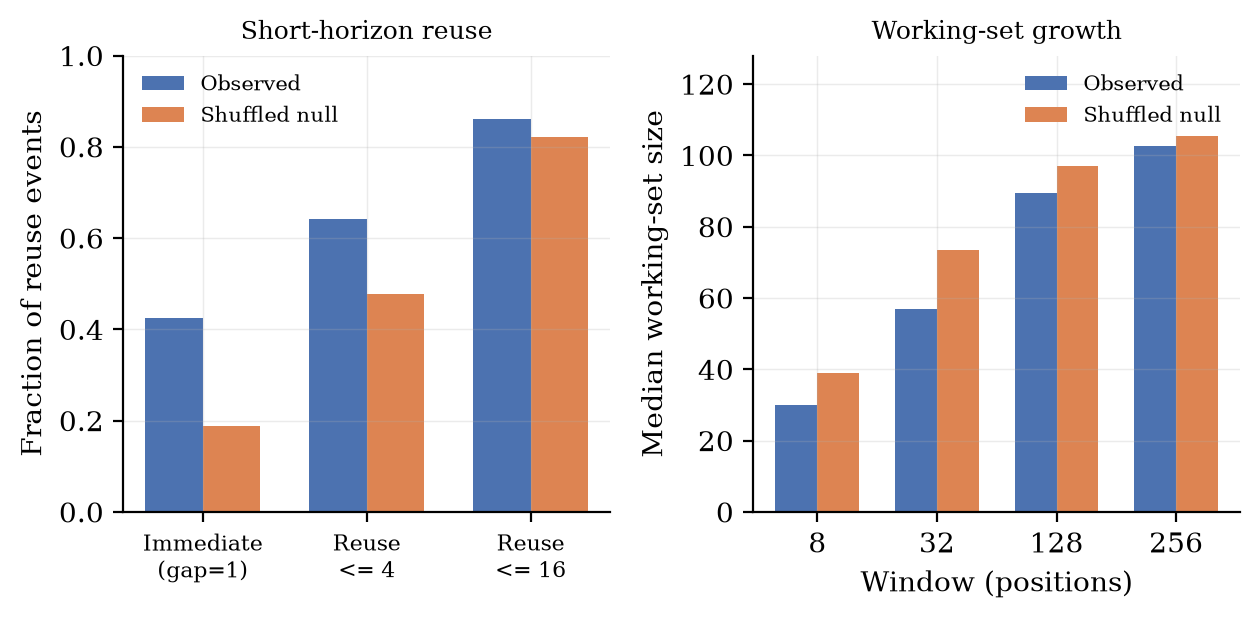 Short-horizon reuse
Fraction of reuse events
1.0
0.8
0.6
0.4
0.2
0.0
Observed
Shuffled null
Immediate
(gap=1)
Reuse
<= 4
Reuse
<= 16
Working-set growth
Median working-set size
120
100
80
60
40
20
0
Observed
Shuffled null
8
32
128
256
Window (positions)